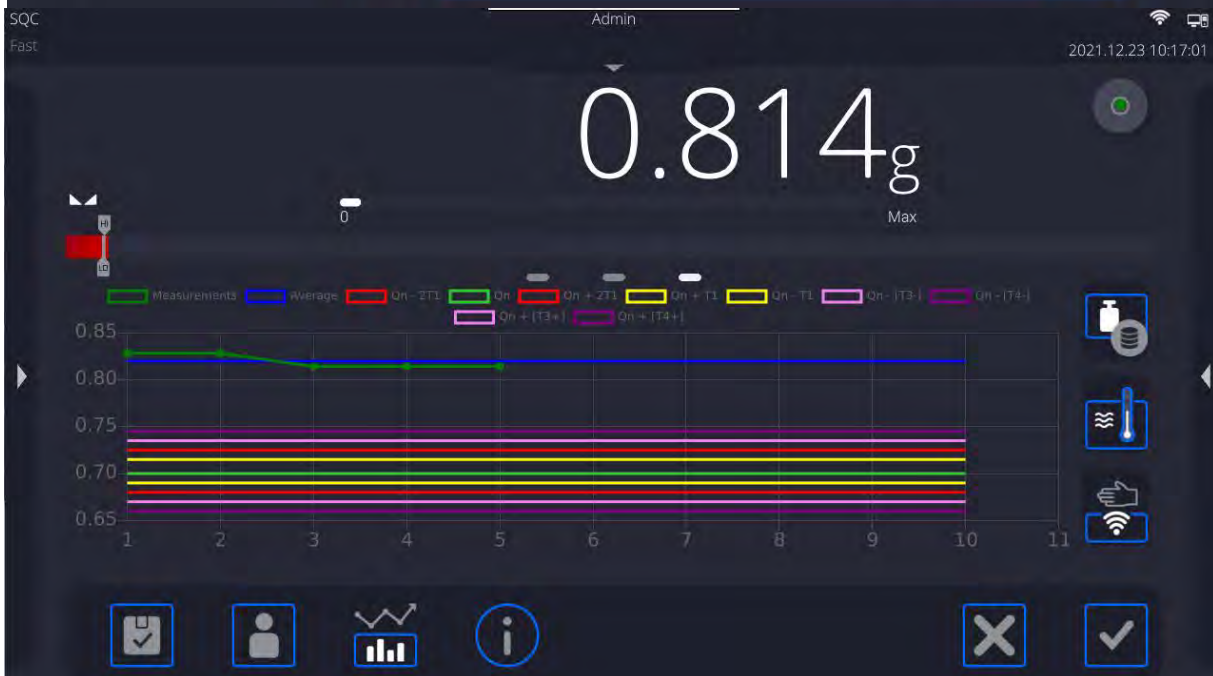 SQC Admin
Fast 2021.12.23 10:17:01
0.814g
0 Max
HI
LO
Measurements Average Qn - 2T1 Qn Qn + 2T1 Qn + T1 Qn - T1 Qn - |T3-| Qn - |T4-|
Qn + |T3+| Qn + |T4+|
0.85
0.80
0.75
0.70
0.65
1 2 3 4 5 6 7 8 9 10 11